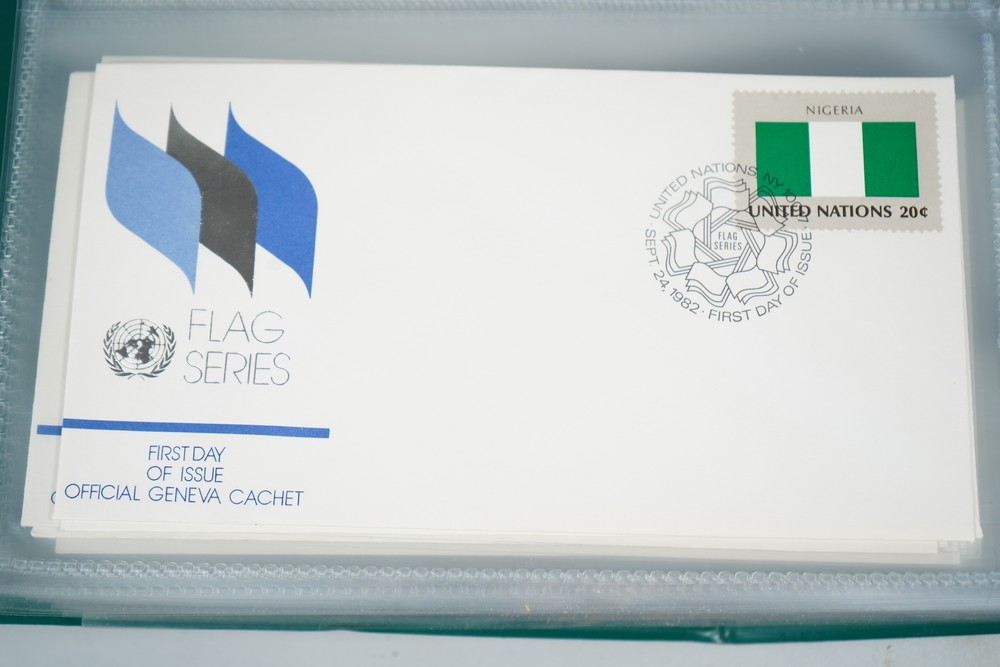 NIGERIA
UNITED NATIONS 20¢
UNITED NATIONS, NY
SEPT. 24, 1982 · FIRST DAY OF ISSUE
FLAG
SERIES
FLAG
SERIES
FIRST DAY
OF ISSUE
OFFICIAL GENEVA CACHET